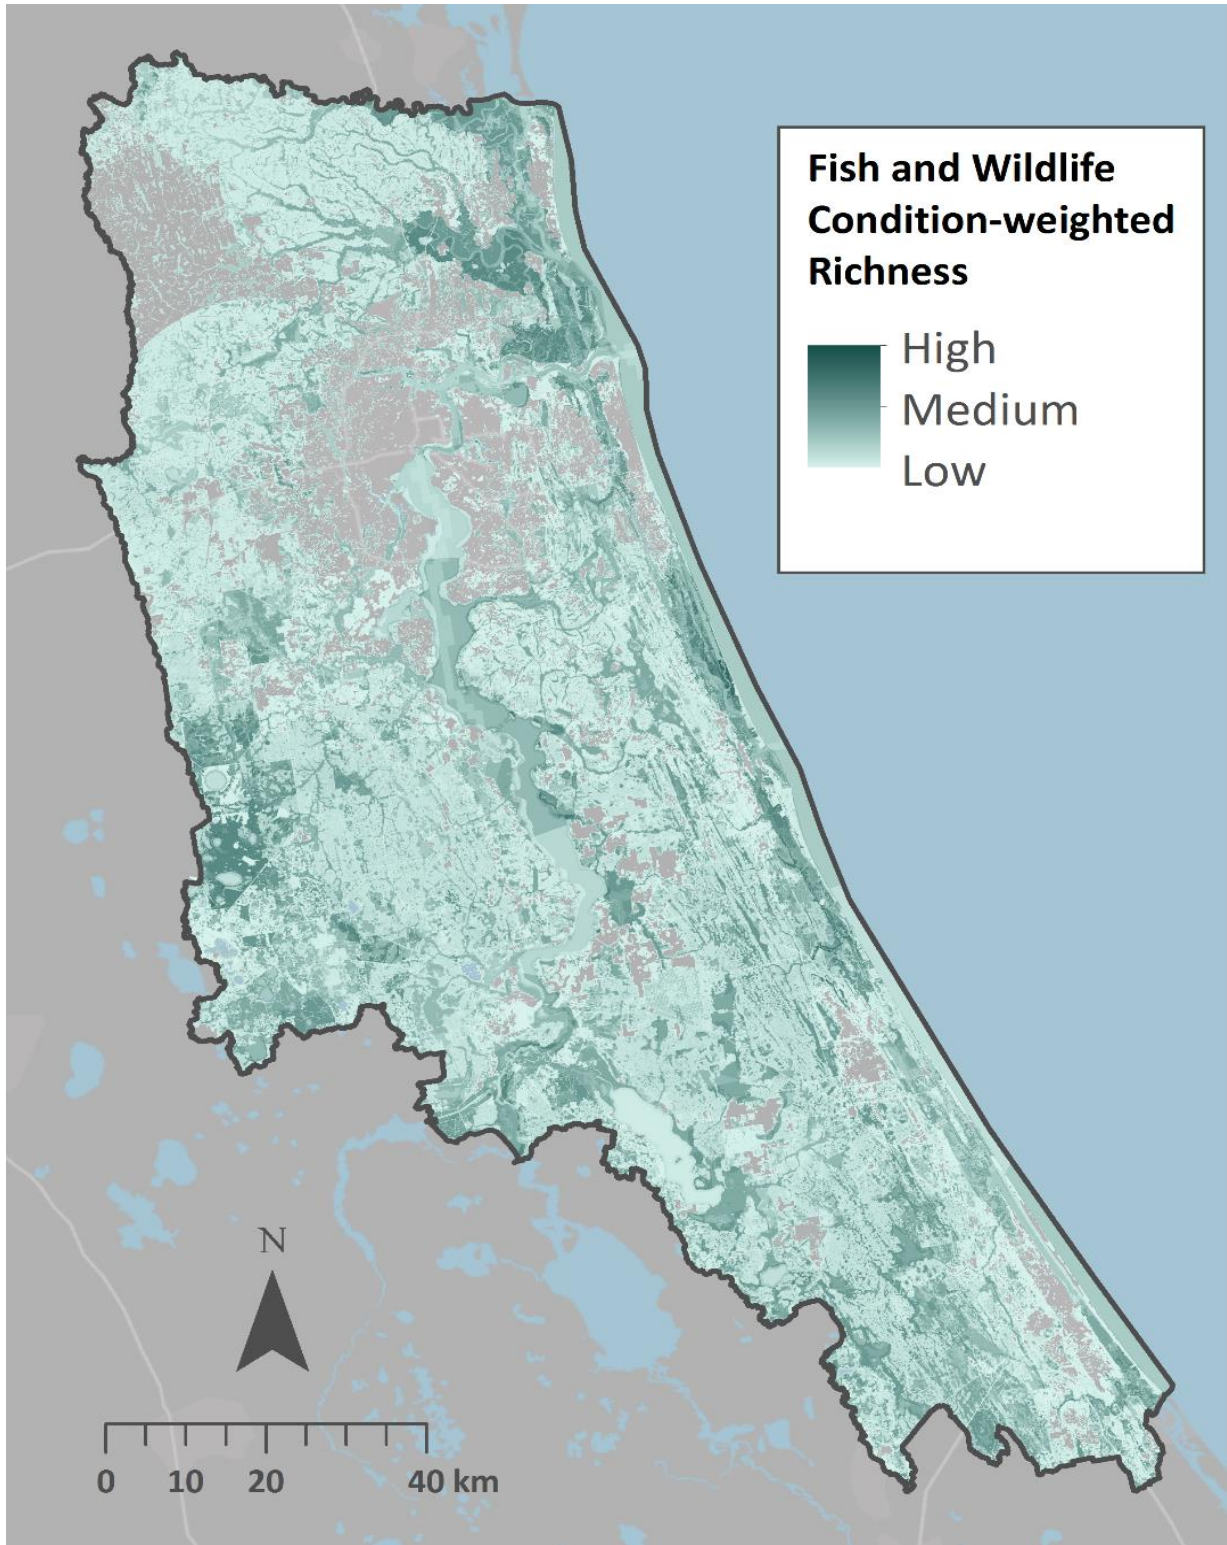 Fish and Wildlife
Condition-weighted
Richness
High
Medium
Low
N
0 10 20 40 km